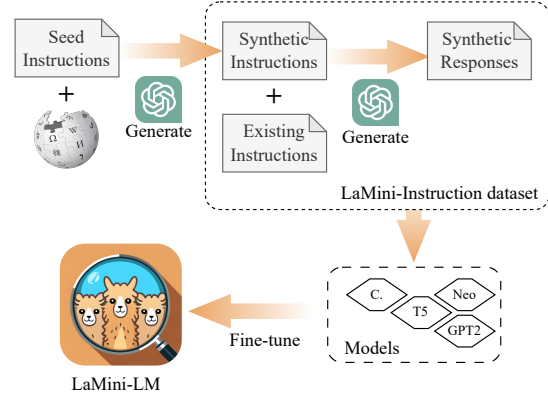 Seed
Instructions
+
Generate
Synthetic
Instructions
+
Existing
Instructions
Generate
Synthetic
Responses
LaMini-Instruction dataset
C.
Neo
T5
GPT2
Models
Fine-tune
LaMini-LM